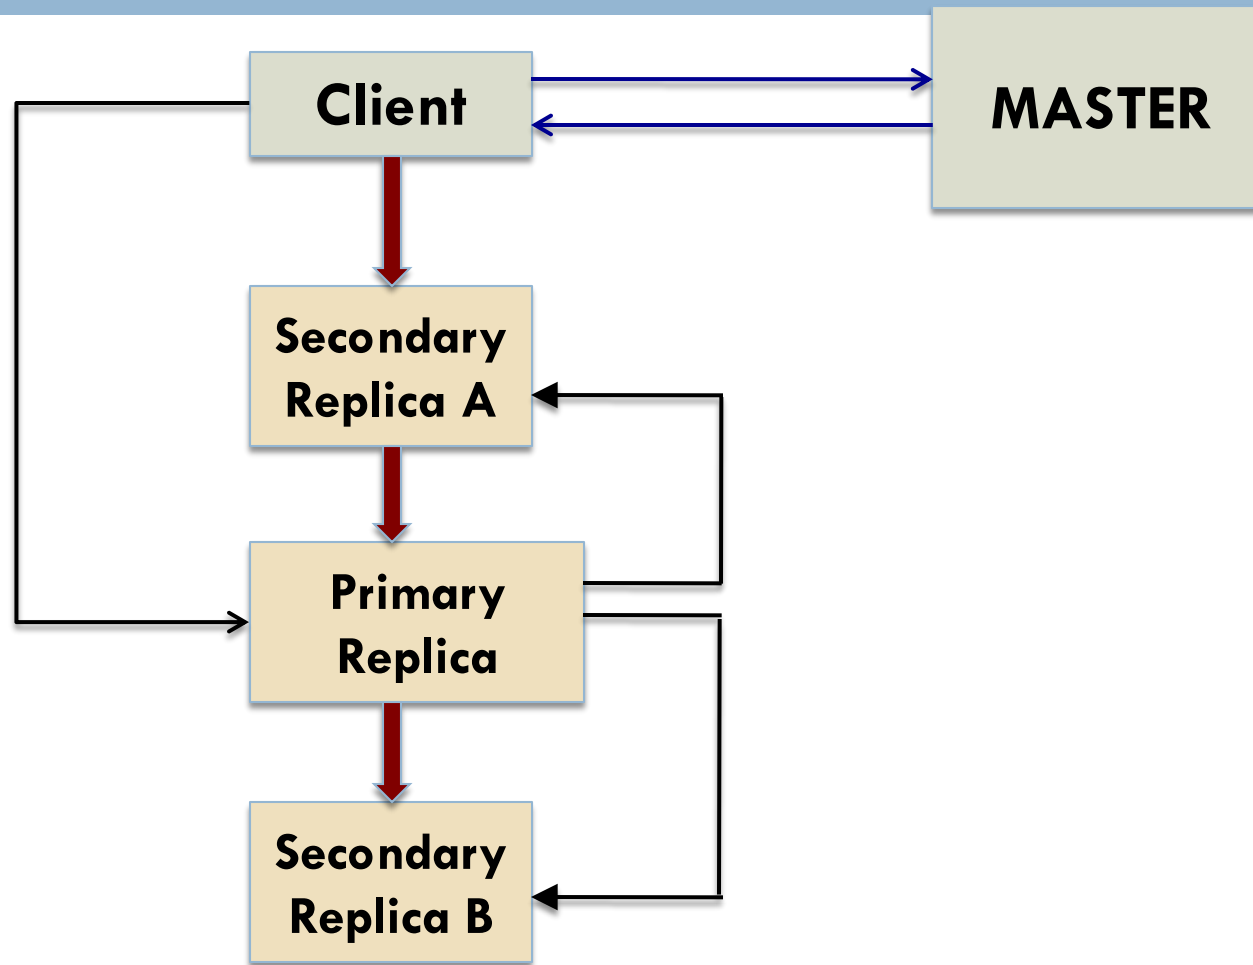 Client
MASTER
Secondary
Replica A
Primary
Replica
Secondary
Replica B